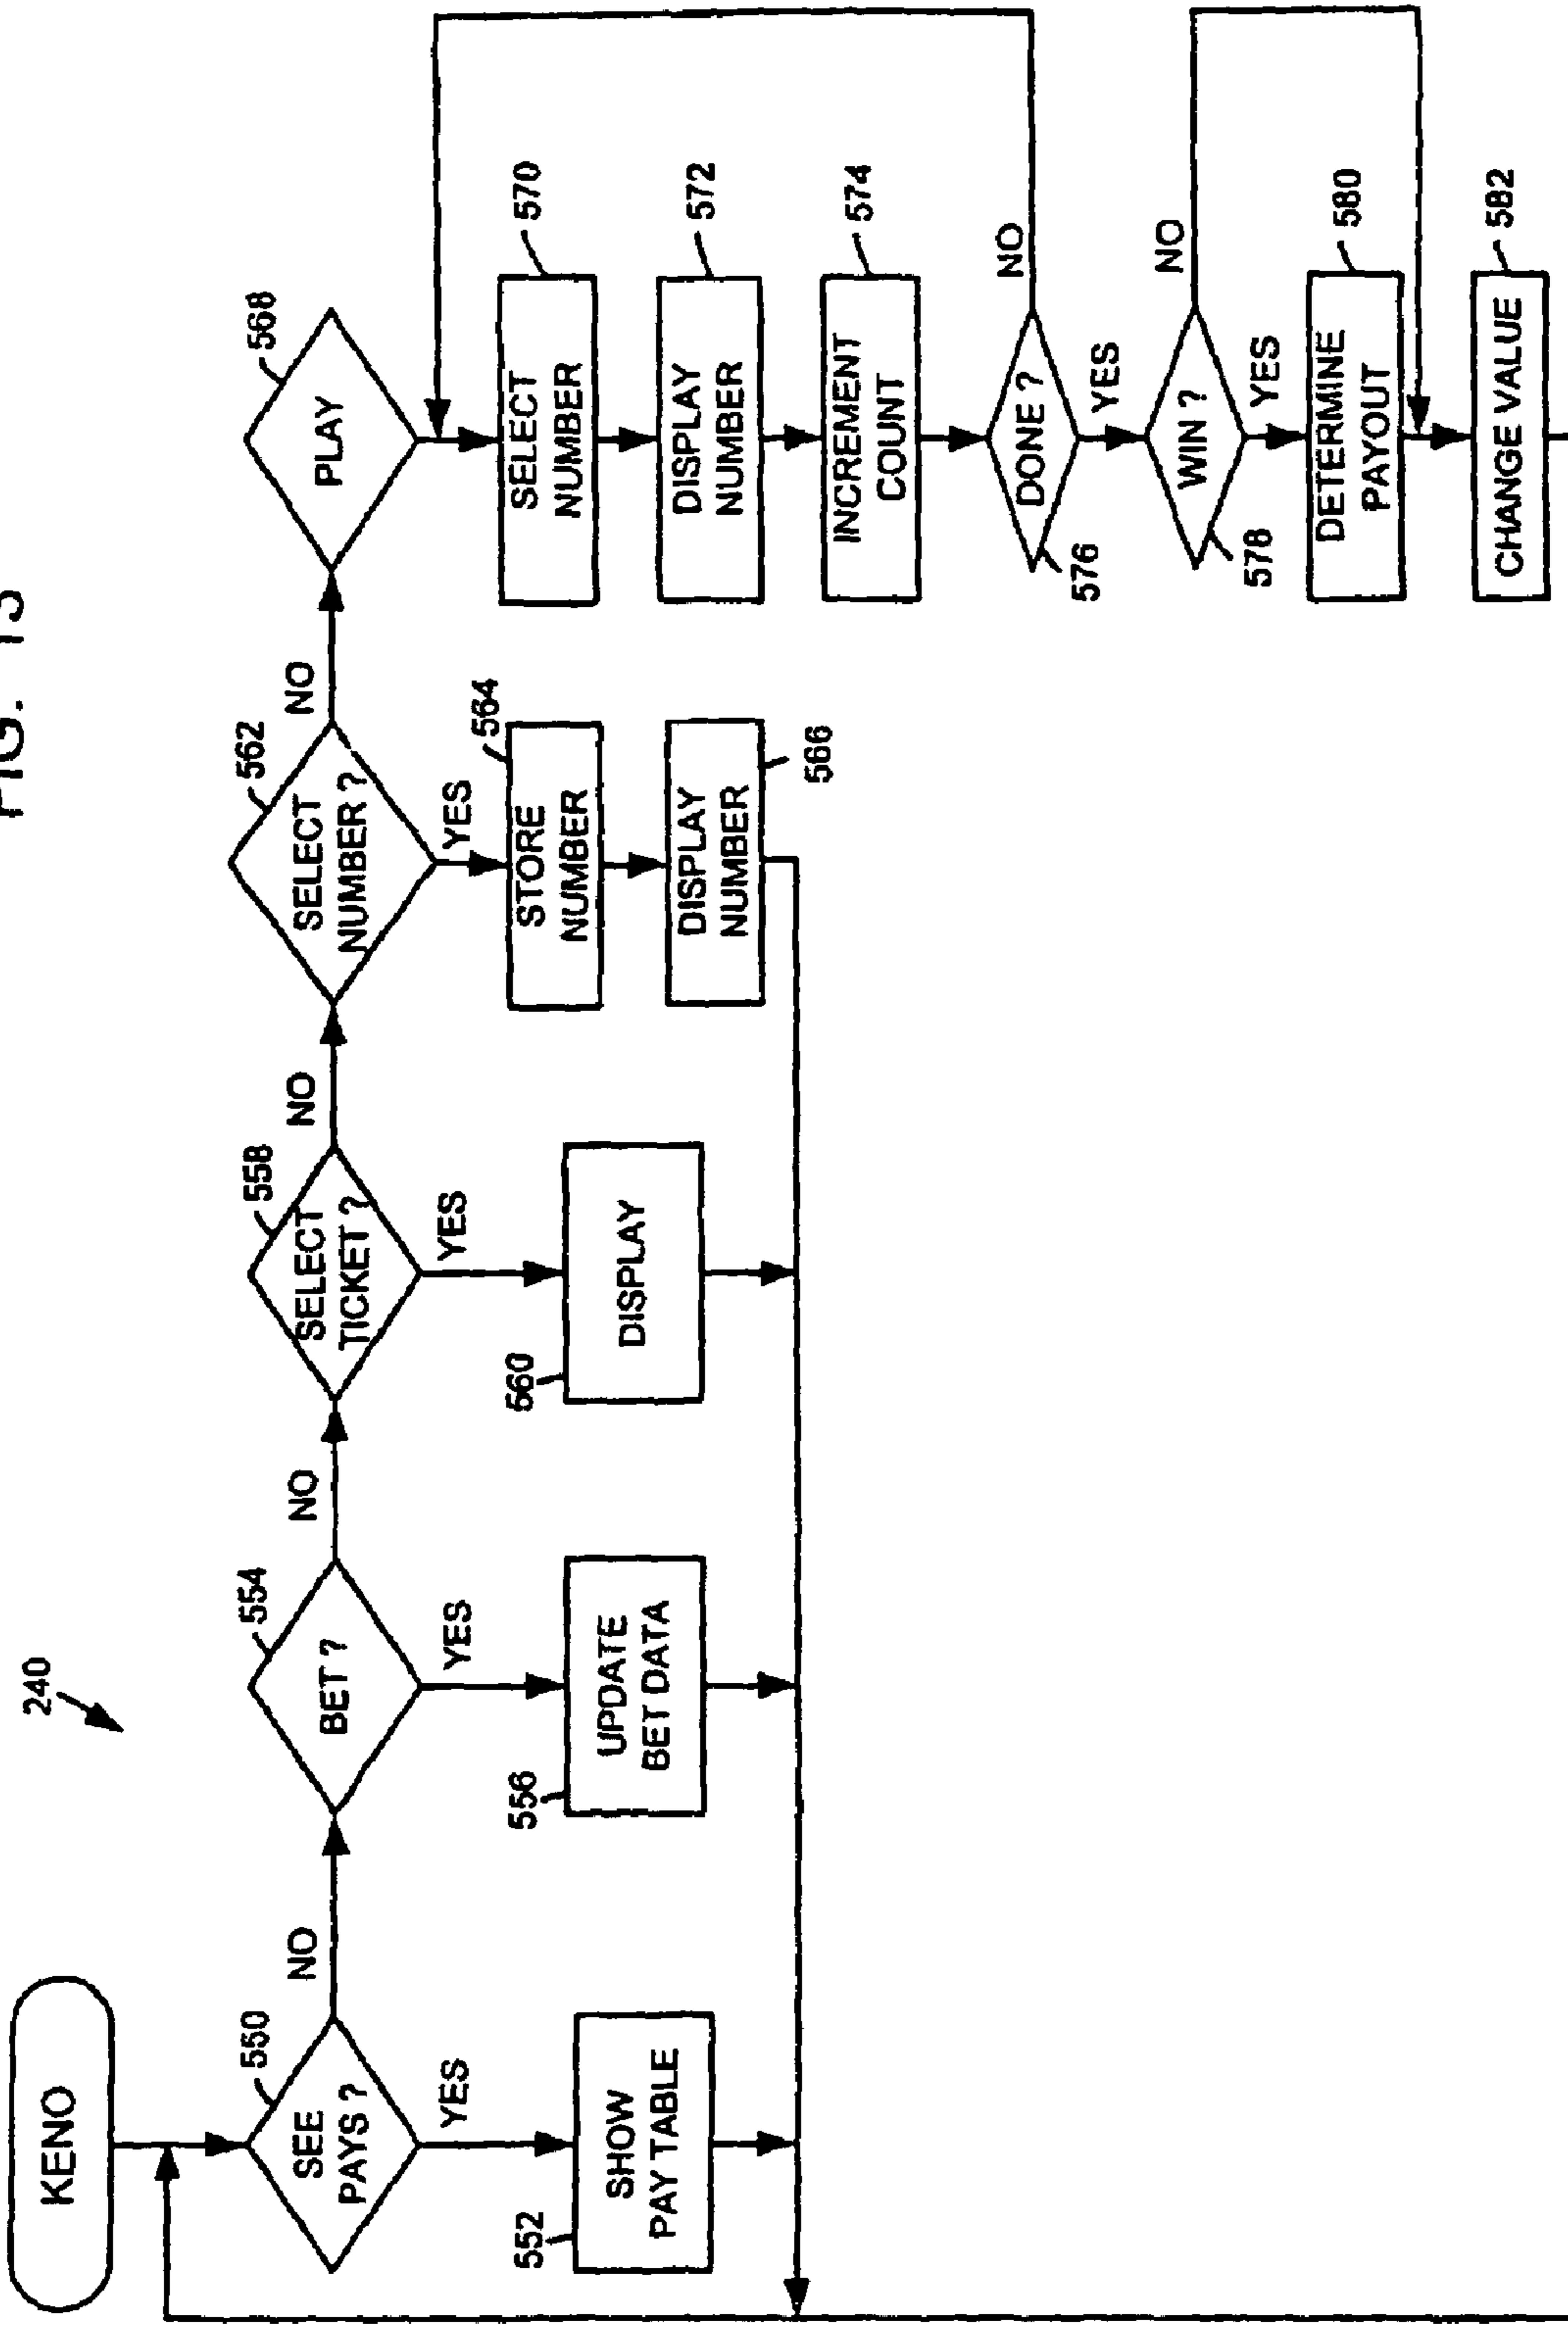 FIG. 13
240
KENO
550
SEE
PAYS ?
NO
YES
552
SHOW
PAY TABLE
554
BET ?
NO
YES
556
UPDATE
BET DATA
558
SELECT
TICKET ?
NO
YES
560
DISPLAY
562
SELECT
NUMBER ?
NO
YES
564
STORE
NUMBER
DISPLAY
NUMBER
566
568
PLAY
570
SELECT
NUMBER
572
DISPLAY
NUMBER
574
INCREMENT
COUNT
DONE ?
576
NO
YES
WIN ?
578
NO
YES
580
DETERMINE
PAYOUT
582
CHANGE VALUE